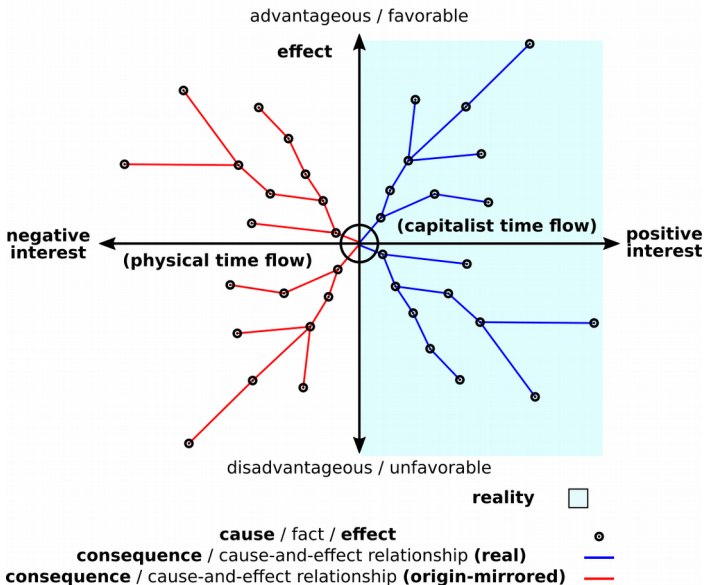 advantageous / favorable
effect
(capitalist time flow)
negative
interest
positive
interest
(physical time flow)
disadvantageous / unfavorable
reality
cause / fact / effect
consequence / cause-and-effect relationship (real)
consequence / cause-and-effect relationship (origin-mirrored)